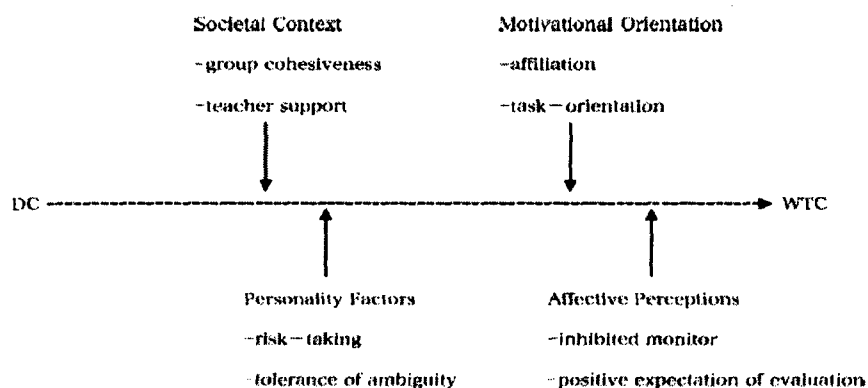 Societal Context
-group cohesiveness
-teacher support
Motivational Orientation
-affiliation
-task-orientation
DC
WTC
Personality Factors
-risk-taking
-tolerance of ambiguity
Affective Perceptions
-inhibited monitor
-positive expectation of evaluation